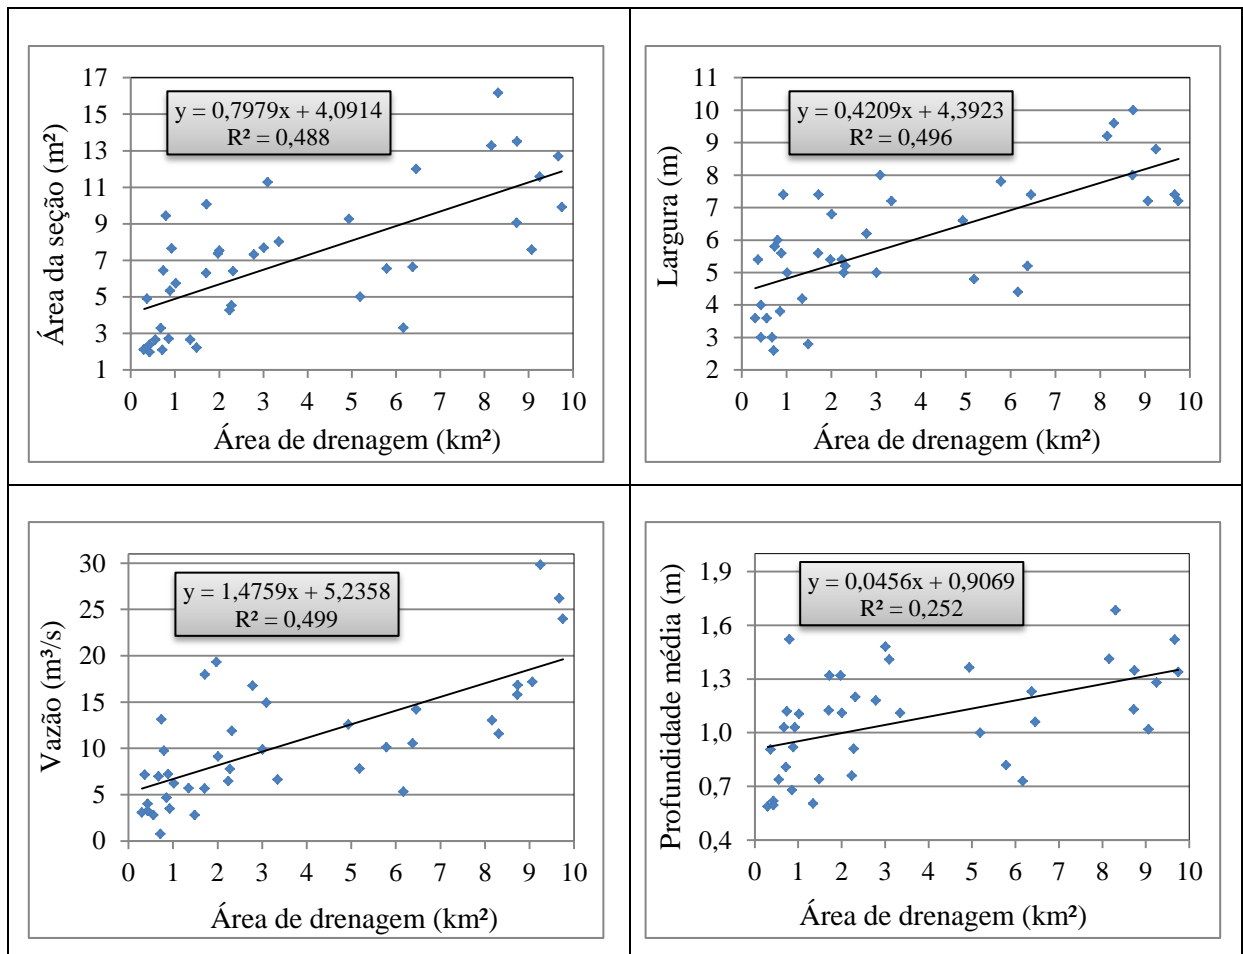 17
15
13
11
9
7
5
3
1
Área da seção (m²)
y = 0,7979x + 4,0914
R² = 0,488
0 1 2 3 4 5 6 7 8 9 10
Área de drenagem (km²)
11
10
9
8
7
6
5
4
3
2
Largura (m)
y = 0,4209x + 4,3923
R² = 0,496
0 1 2 3 4 5 6 7 8 9 10
Área de drenagem (km²)
30
25
20
15
10
5
0
Vazão (m³/s)
y = 1,4759x + 5,2358
R² = 0,499
0 1 2 3 4 5 6 7 8 9 10
Área de drenagem (km²)
1,9
1,6
1,3
1,0
0,7
0,4
Profundidade média (m)
y = 0,0456x + 0,9069
R² = 0,252
0 1 2 3 4 5 6 7 8 9 10
Área de drenagem (km²)